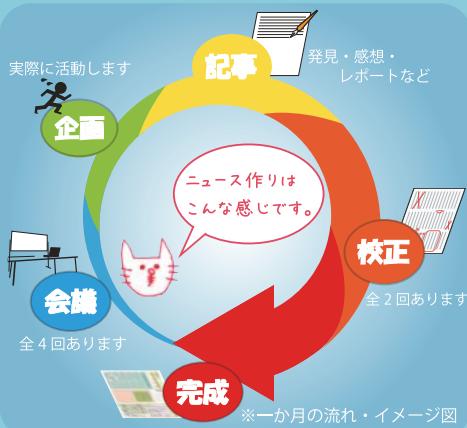 実際に活動します
企画
記事
発見・感想・
レポートなど
ニュース作りは
こんな感じです。
校正
全2回あります
会議
全4回あります
完成
※一か月の流れ・イメージ図